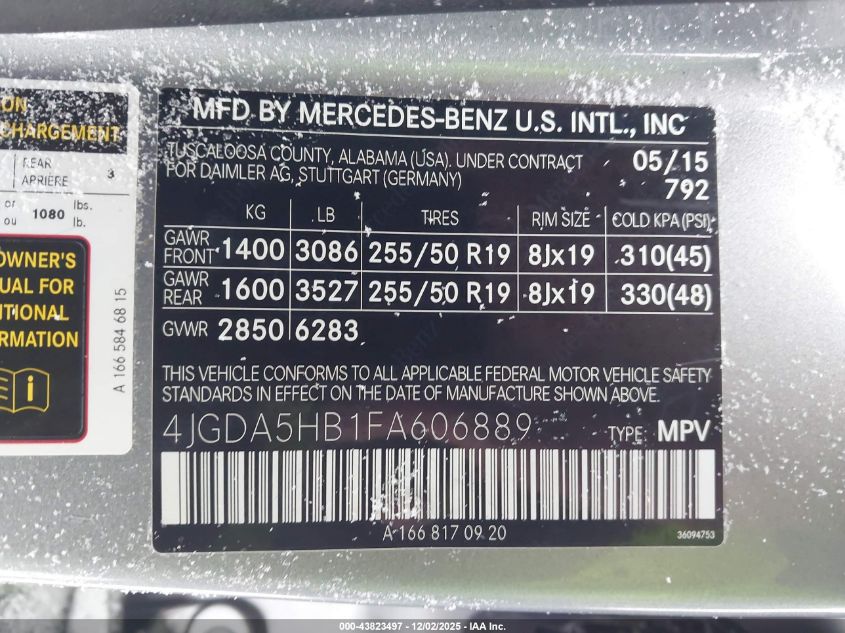 ON
CHARGEMENT
REAR
ARRIÈRE 3
or
ou 1080 lbs.
lb.
OWNER'S
UAL FOR
ITIONAL
RMATION
i
A 166 584 68 15
MFD BY MERCEDES-BENZ U.S. INTL., INC
TUSCALOOSA COUNTY, ALABAMA (USA). UNDER CONTRACT 05/15
FOR DAIMLER AG, STUTTGART (GERMANY) 792
KG LB TIRES RIM SIZE COLD KPA (PSI)
GAWR
FRONT 1400 3086 255/50 R19 8Jx19 310(45)
GAWR
REAR 1600 3527 255/50 R19 8Jx19 330(48)
GVWR 2850 6283
THIS VEHICLE CONFORMS TO ALL APPLICABLE FEDERAL MOTOR VEHICLE SAFETY
STANDARDS IN EFFECT ON THE DATE OF MANUFACTURE SHOWN ABOVE.
4JGDA5HB1FA606889 TYPE: MPV
A 166 817 09 20
36094753
000-43823497 - 12/02/2025 - IAA Inc.